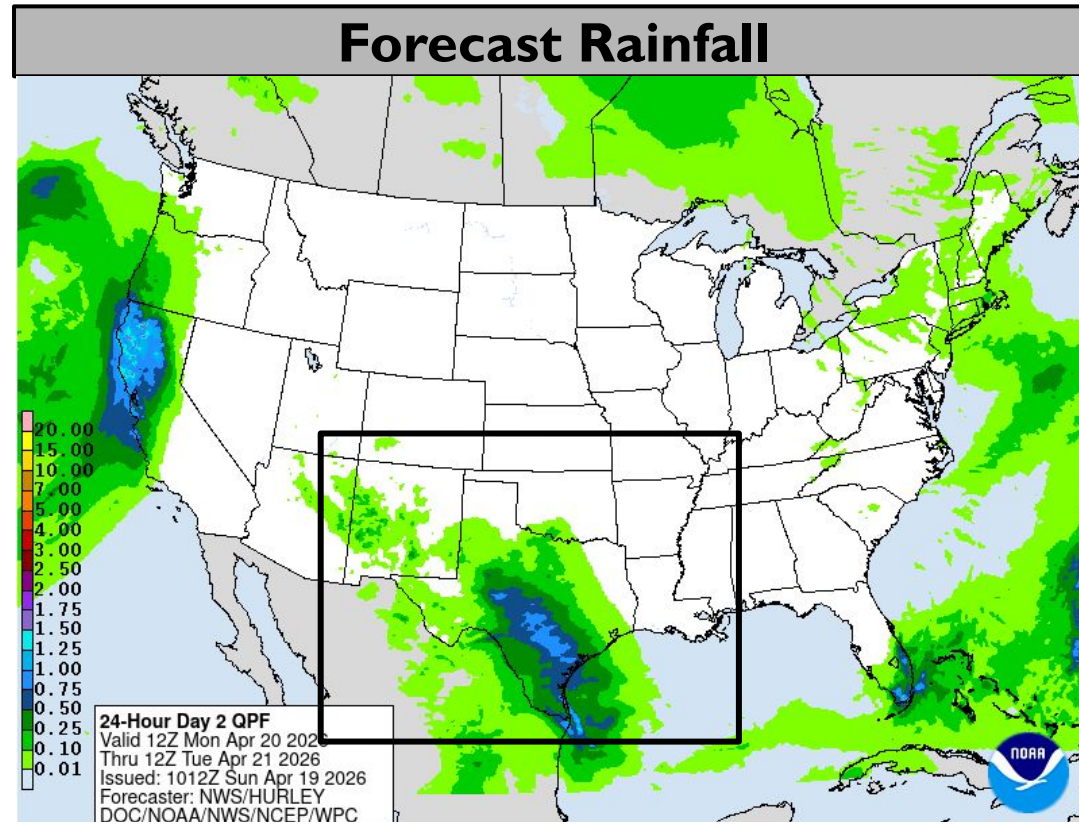 Forecast Rainfall
20.00
15.00
10.00
7.00
5.00
4.00
3.00
2.50
2.00
1.75
1.50
1.25
1.00
0.75
0.50
0.25
0.10
0.01
24-Hour Day 2 QPF
Valid 12Z Mon Apr 20 2026
Thru 12Z Tue Apr 21 2026
Issued: 1012Z Sun Apr 19 2026
Forecaster: NWS/HURLEY
DOC/NOAA/NWS/NCEP/WPC
NOAA